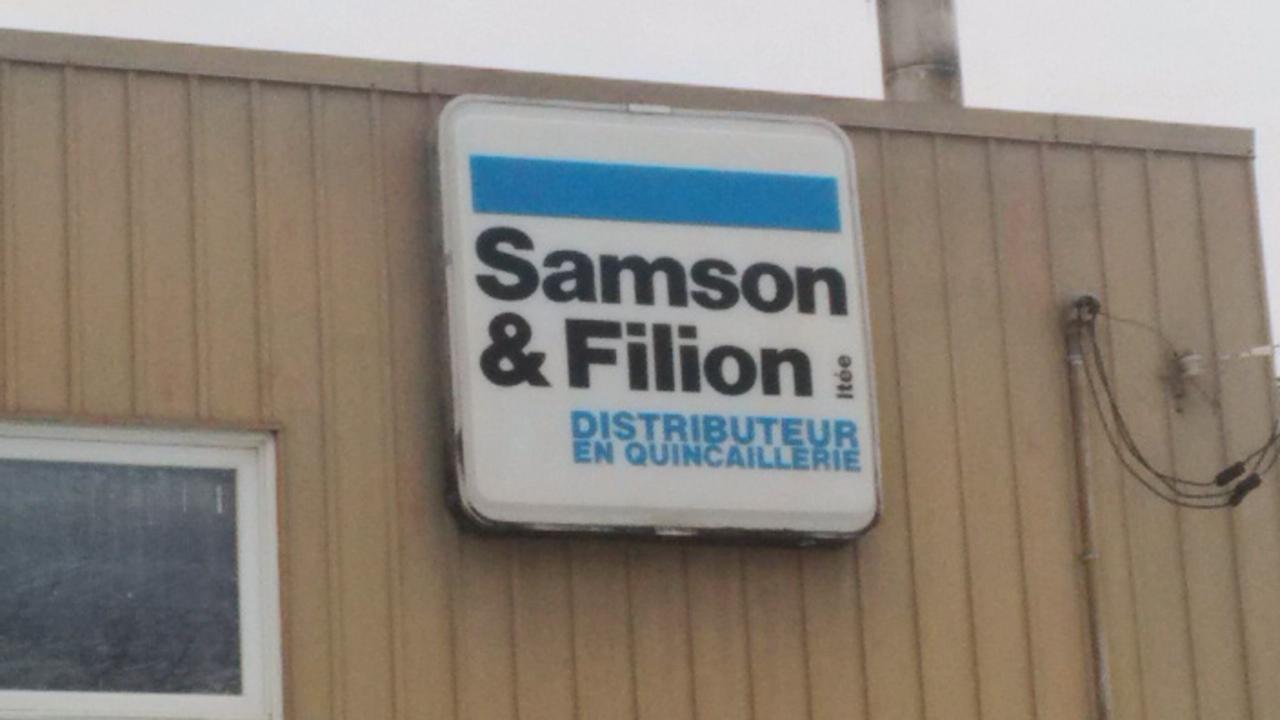 Samson
& Filion ltée
DISTRIBUTEUR
EN QUINCAILLERIE